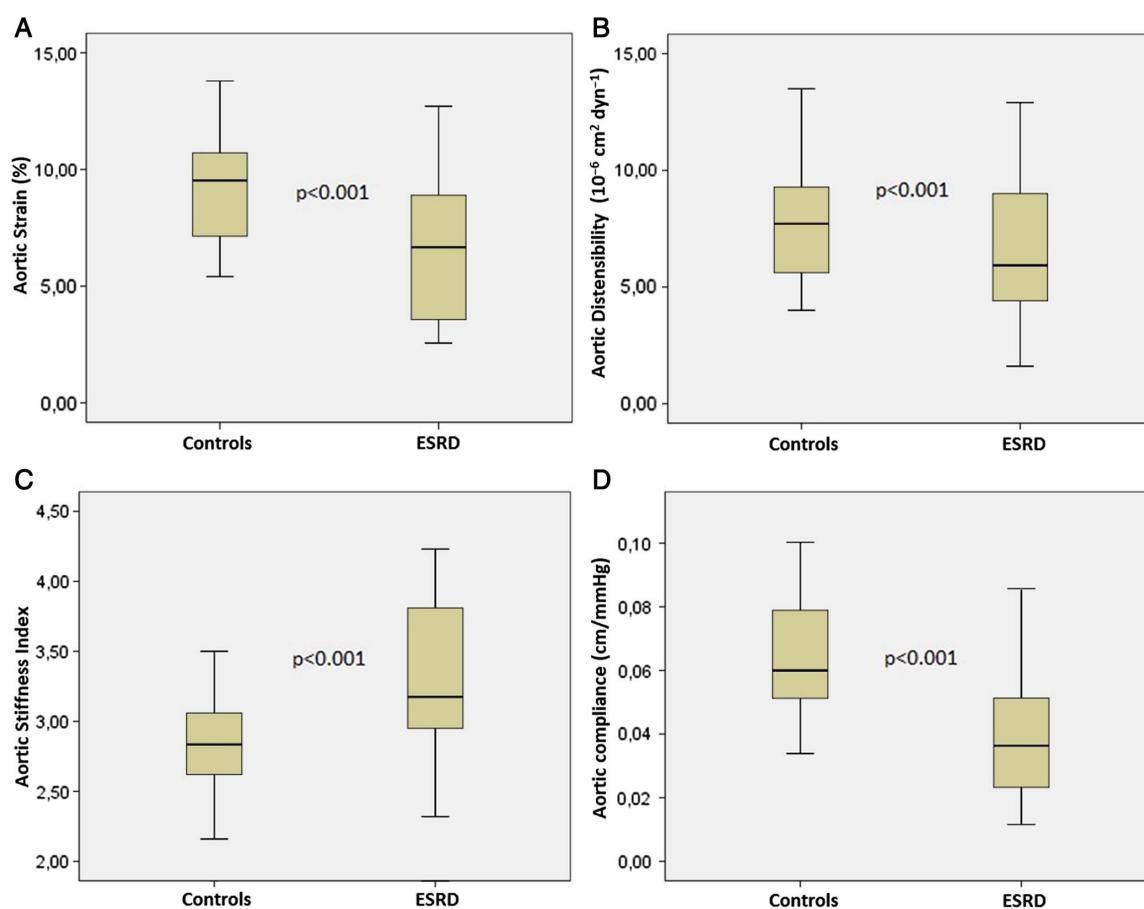 A
Aortic Strain (%)
15,00
10,00
5,00
0,00
p<0.001
Controls
ESRD
B
Aortic Distensibility (10⁻⁶ cm² dyn⁻¹)
15,00
10,00
5,00
0,00
p<0.001
Controls
ESRD
C
Aortic Stiffness Index
4,50
4,00
3,50
3,00
2,50
2,00
p<0.001
Controls
ESRD
D
Aortic compliance (cm/mmHg)
0,10
0,08
0,06
0,04
0,02
0,00
p<0.001
Controls
ESRD